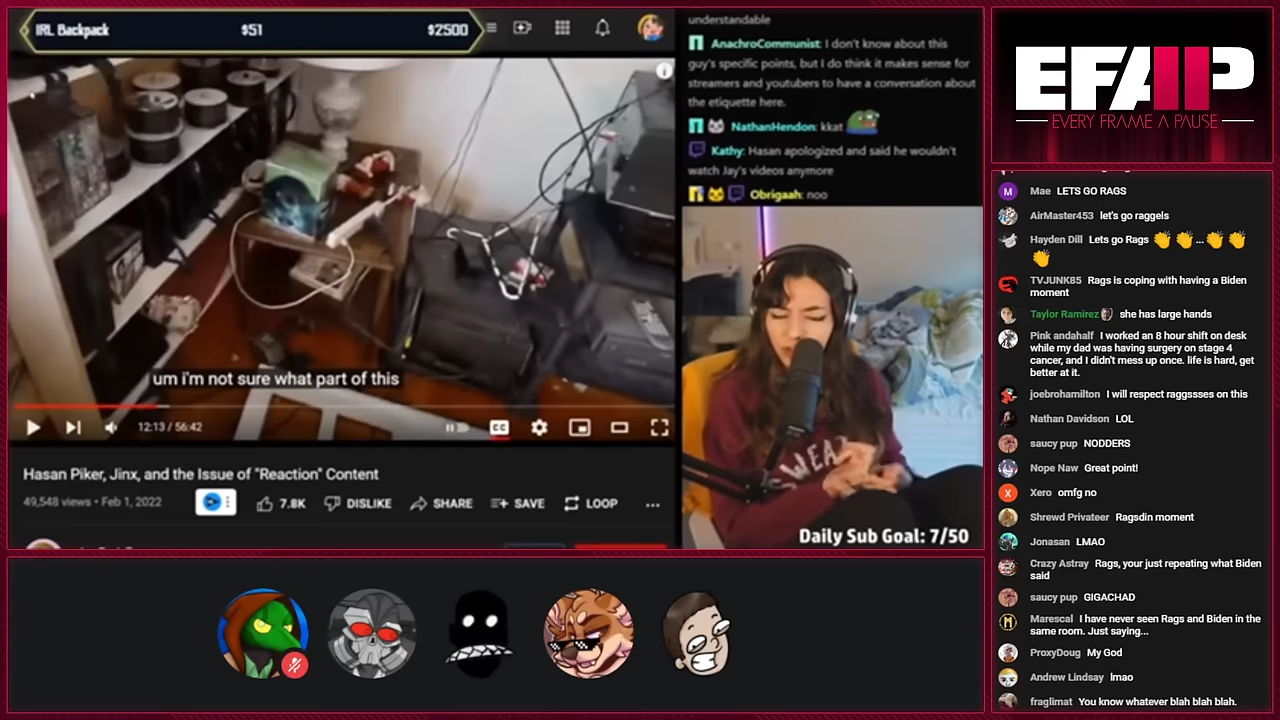 IRL Backpack
$51
$2500
um i'm not sure what part of this
12:13 / 56:42
CC
Hasan Piker, Jinx, and the Issue of "Reaction" Content
49,548 views • Feb 1, 2022
7.8K
DISLIKE
SHARE
SAVE
LOOP
understandable
AnachroCommunist: I don't know about this
guy's specific points, but I do think it makes sense for
streamers and youtubers to have a conversation about
the etiquette here.
NathanHendon: kkat
Kathy: Hasan apologized and said he wouldn't
watch Jay's videos anymore
Obrigaah: noo
SWEA
Daily Sub Goal: 7/50
EFAP
EVERY FRAME A PAUSE
Mae LETS GO RAGS
AirMaster453 let's go raggels
Hayden Dill Lets go Rags 👏 👏 ... 👏 👏
👏
TVJUNK85 Rags is coping with having a Biden
moment
Taylor Ramirez she has large hands
Pink andahalf I worked an 8 hour shift on desk
while my dad was having surgery on stage 4
cancer, and I didn't mess up once. life is hard, get
better at it.
joebrohamilton I will respect raggssses on this
Nathan Davidson LOL
saucy pup NODDERS
Nope Naw Great point!
Xero omfg no
Shrewd Privateer Ragsdin moment
Jonasan LMAO
Crazy Astray Rags, your just repeating what Biden
said
saucy pup GIGACHAD
Marescal I have never seen Rags and Biden in the
same room. Just saying...
ProxyDoug My God
Andrew Lindsay lmao
fraglimat You know whatever blah blah blah.